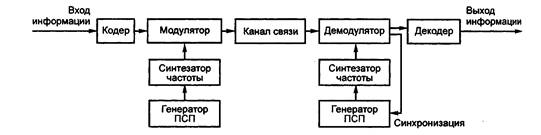 Вход
информации
Кодер
Модулятор
Канал связи
Демодулятор
Декодер
Выход
информации
Синтезатор
частоты
Синтезатор
частоты
Генератор
ПСП
Генератор
ПСП
Синхронизация